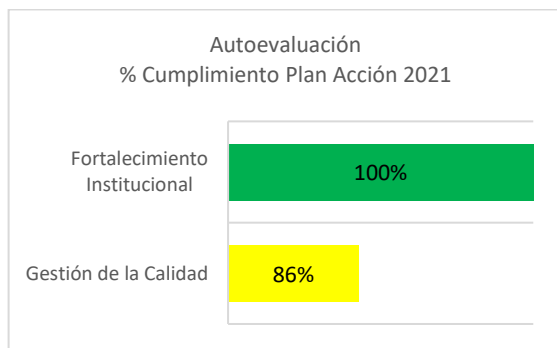 Autoevaluación
% Cumplimiento Plan Acción 2021
Fortalecimiento
Institucional
100%
Gestión de la Calidad
86%